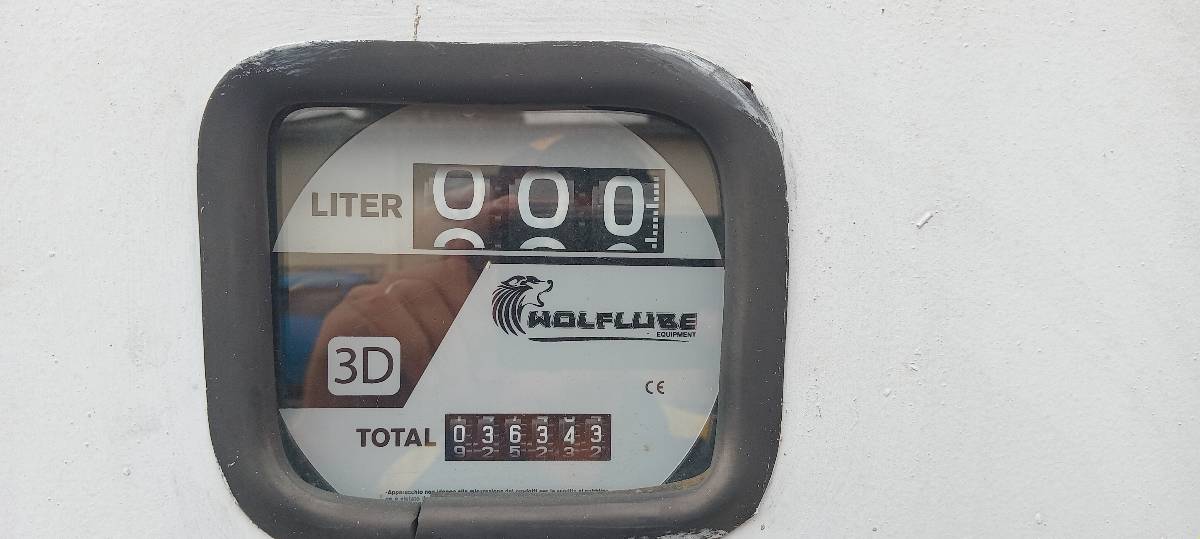 LITER 000
WOLFLUBE
EQUIPMENT
3D
CE
TOTAL 036343